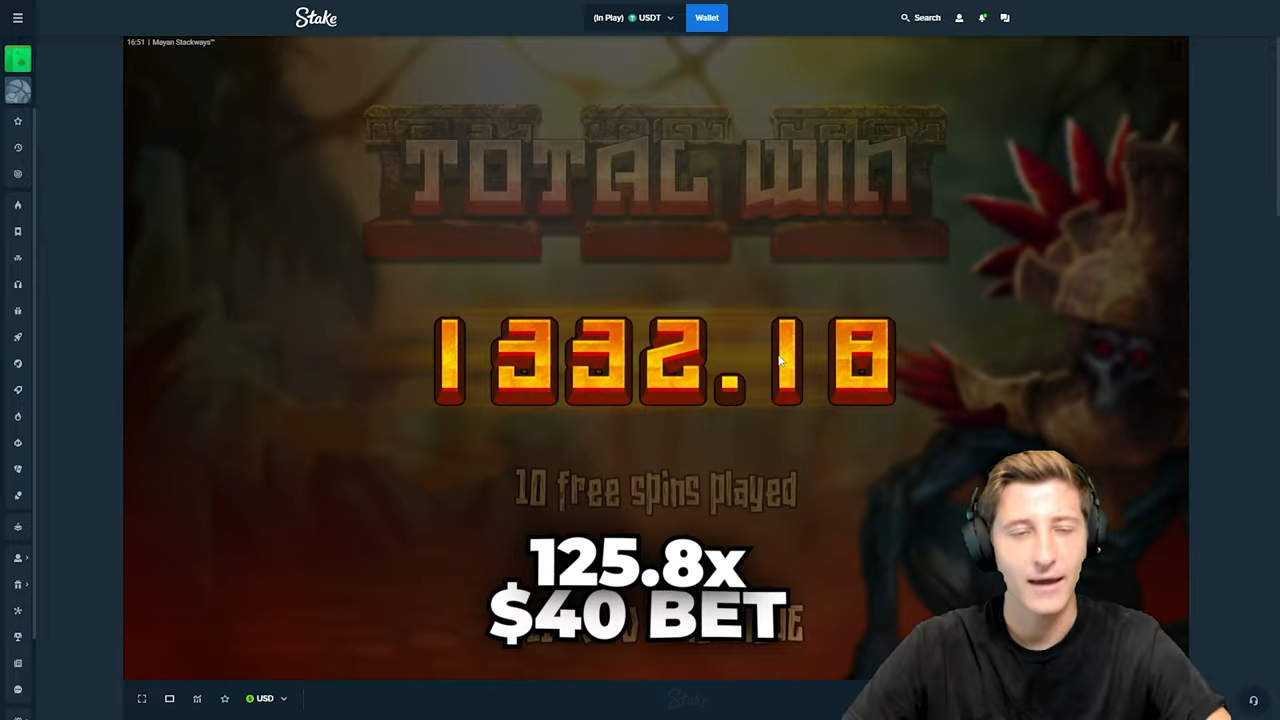 Stake
(In Play) USDT
Wallet
Search
16:51 | Mayan Stackways™
TOTAL WIN
1332.18
10 free spins played
125.8x
$40 BET
USD
Stake